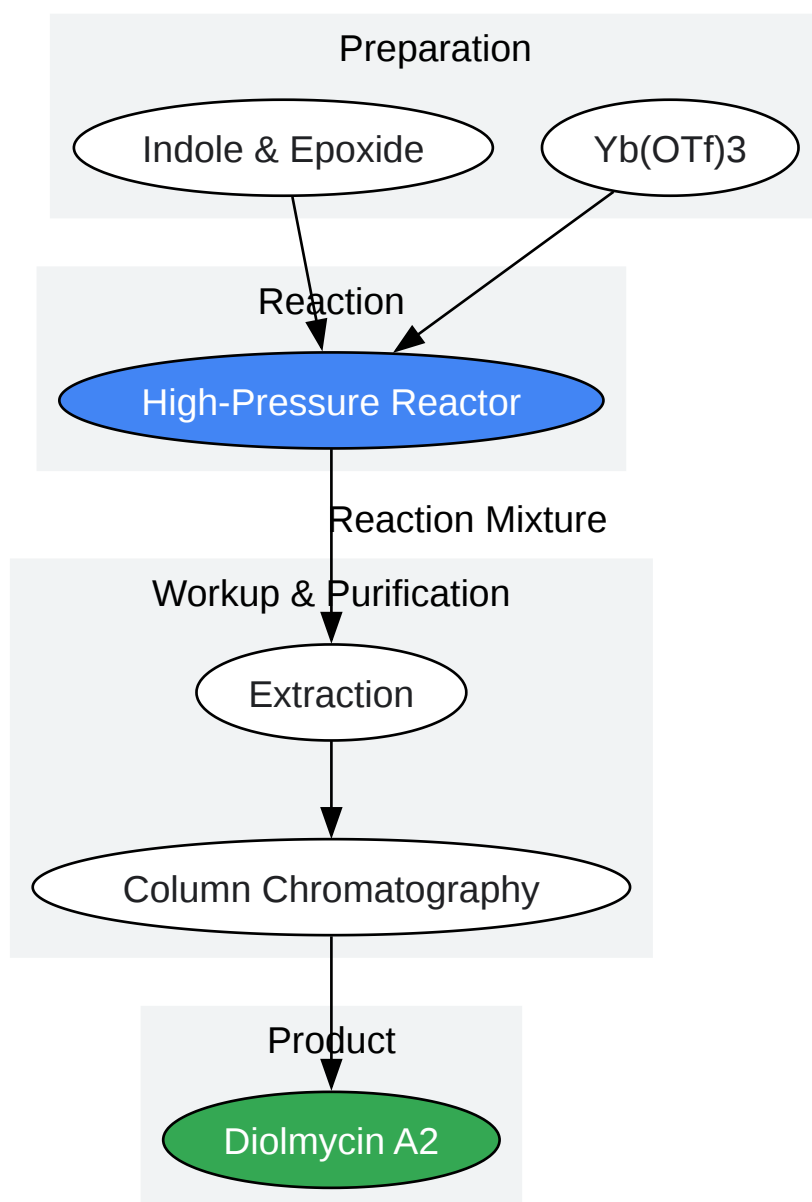 Preparation
Indole & Epoxide
Yb(OTf)3
Reaction
High-Pressure Reactor
Reaction Mixture
Workup & Purification
Extraction
Column Chromatography
Product
Diolmycin A2